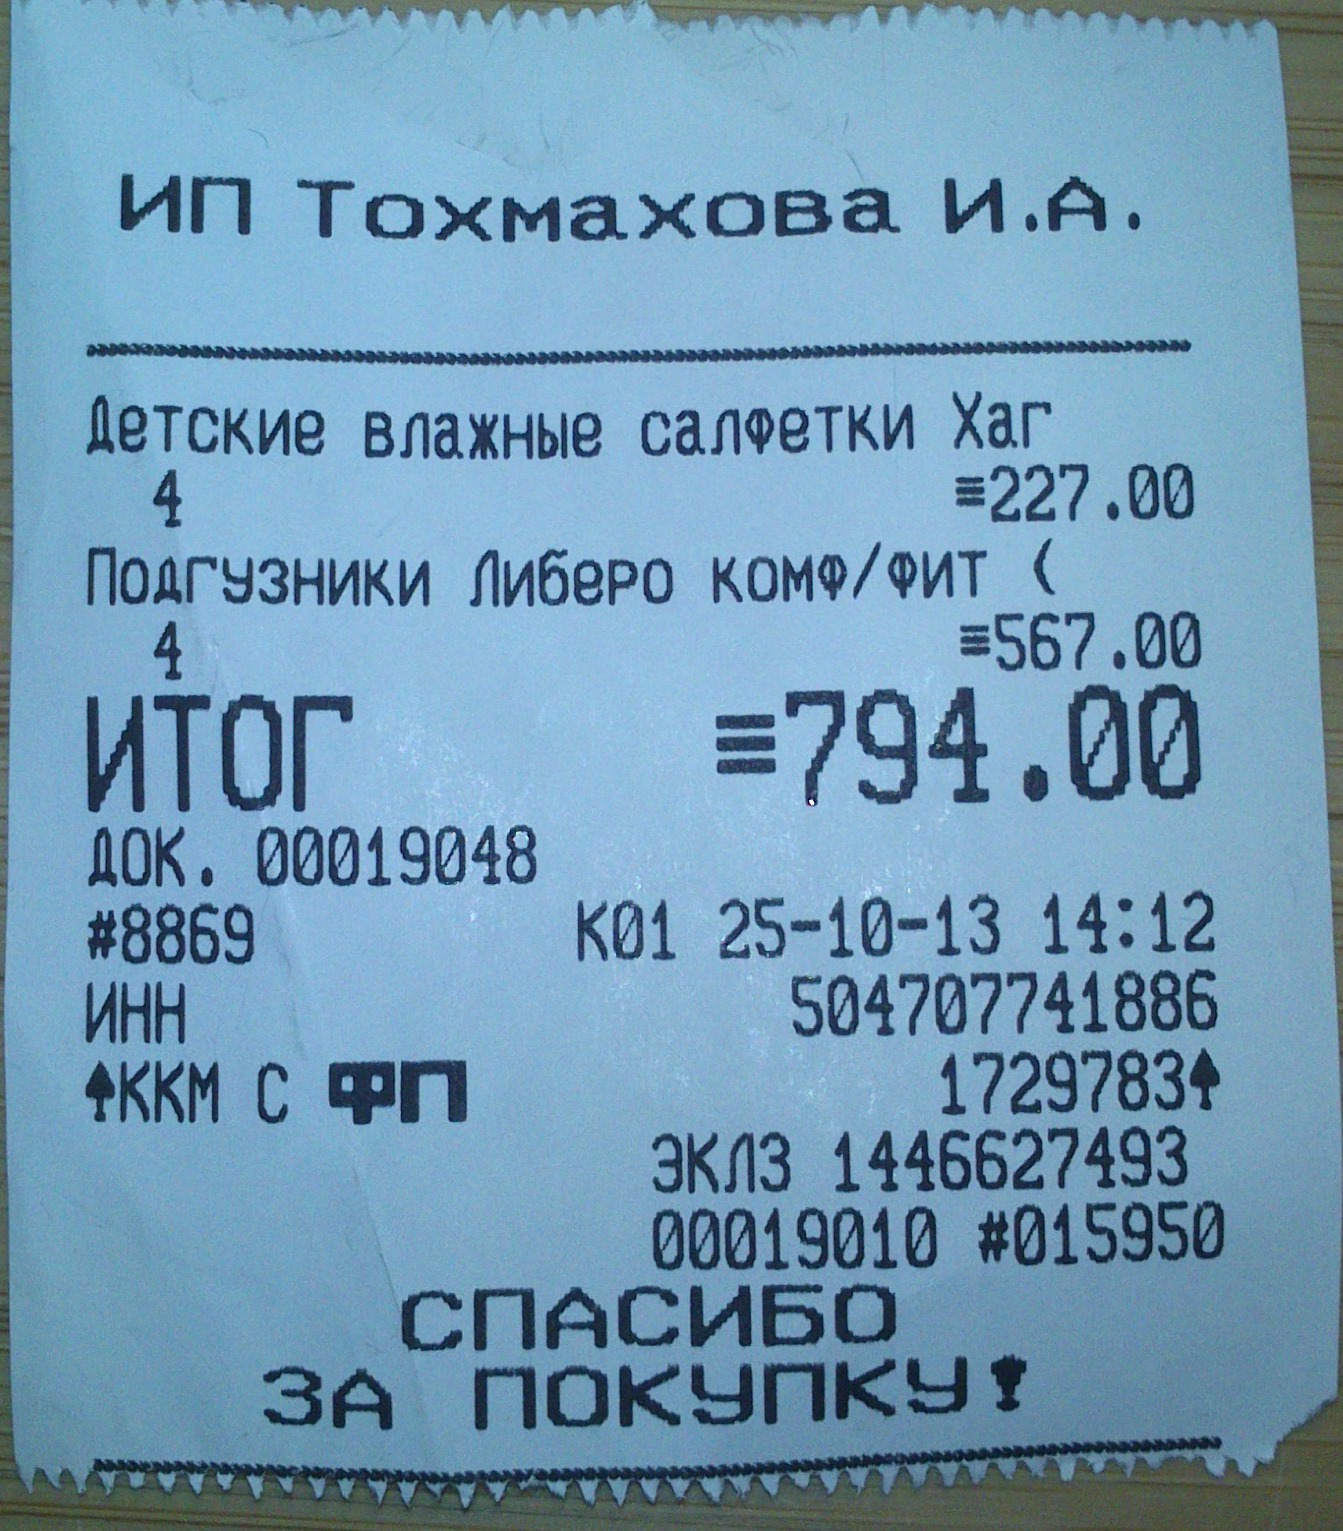 ИП Тохмахова И.А.
Детские влажные салфетки Хаг
4 ≡227.00
Подгузники Либеро комф/фит (
4 ≡567.00
ИТОГ ≡794.00
ДОК. 00019048
#8869 К01 25-10-13 14:12
ИНН 504707741886
♠ККМ С ФП 1729783♠
ЭКЛЗ 1446627493
00019010 #015950
СПАСИБО
ЗА ПОКУПКУ!